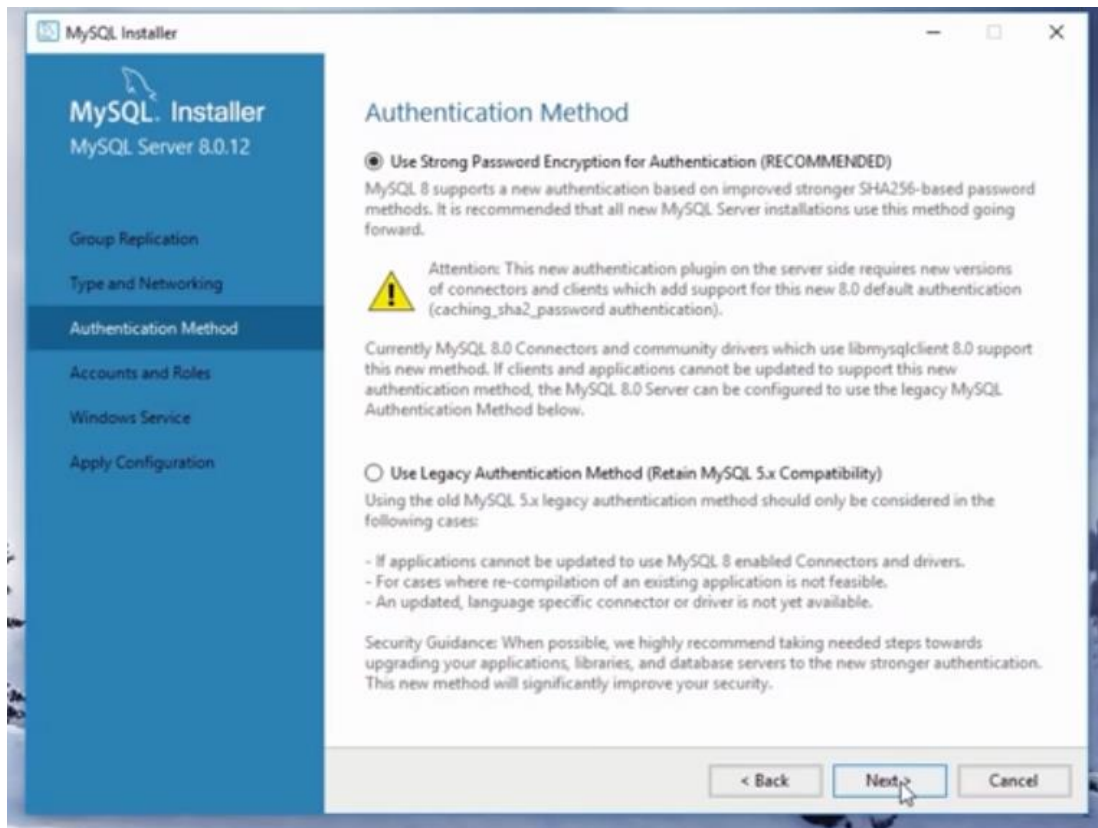 MySQL Installer
MySQL. Installer
MySQL Server 8.0.12
Group Replication
Type and Networking
Authentication Method
Accounts and Roles
Windows Service
Apply Configuration
Authentication Method
Use Strong Password Encryption for Authentication (RECOMMENDED)
MySQL 8 supports a new authentication based on improved stronger SHA256-based password
methods. It is recommended that all new MySQL Server installations use this method going
forward.
Attention: This new authentication plugin on the server side requires new versions
of connectors and clients which add support for this new 8.0 default authentication
(caching_sha2_password authentication).
Currently MySQL 8.0 Connectors and community drivers which use libmysqlclient 8.0 support
this new method. If clients and applications cannot be updated to support this new
authentication method, the MySQL 8.0 Server can be configured to use the legacy MySQL
Authentication Method below.
Use Legacy Authentication Method (Retain MySQL 5.x Compatibility)
Using the old MySQL 5.x legacy authentication method should only be considered in the
following cases:
- If applications cannot be updated to use MySQL 8 enabled Connectors and drivers.
- For cases where re-compilation of an existing application is not feasible.
- An updated, language specific connector or driver is not yet available.
Security Guidance: When possible, we highly recommend taking needed steps towards
upgrading your applications, libraries, and database servers to the new stronger authentication.
This new method will significantly improve your security.
< Back
Next >
Cancel